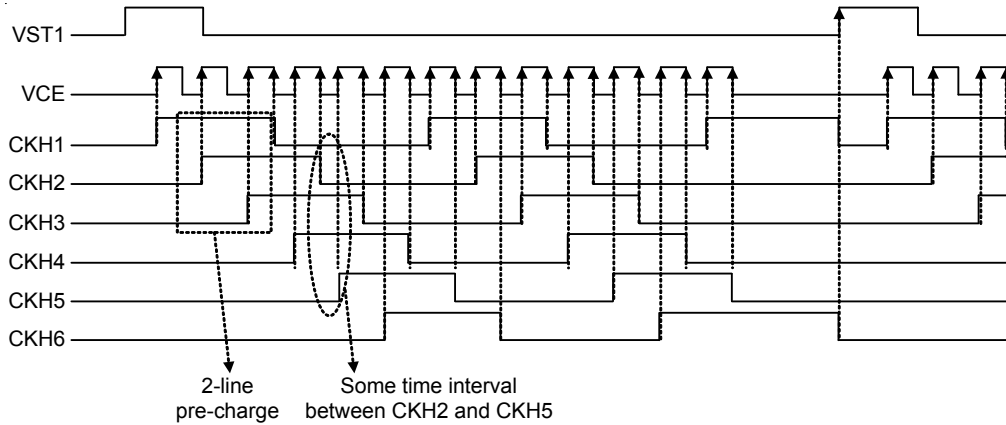 VST1
VCE
CKH1
CKH2
CKH3
CKH4
CKH5
CKH6
2-line
pre-charge
Some time interval
between CKH2 and CKH5